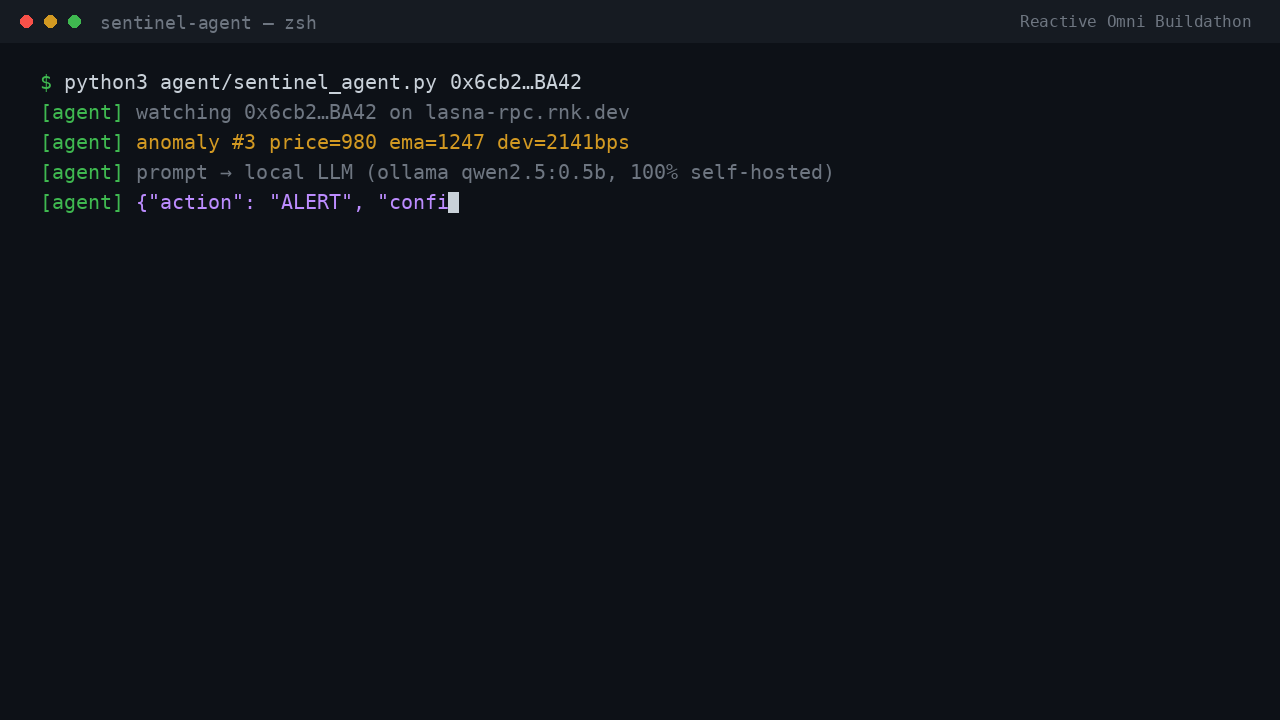 sentinel-agent — zsh
Reactive Omni Buildathon
$ python3 agent/sentinel_agent.py 0x6cb2…BA42
[agent] watching 0x6cb2…BA42 on lasna-rpc.rnk.dev
[agent] anomaly #3 price=980 ema=1247 dev=2141bps
[agent] prompt → local LLM (ollama qwen2.5:0.5b, 100% self-hosted)
[agent] {"action": "ALERT", "confi